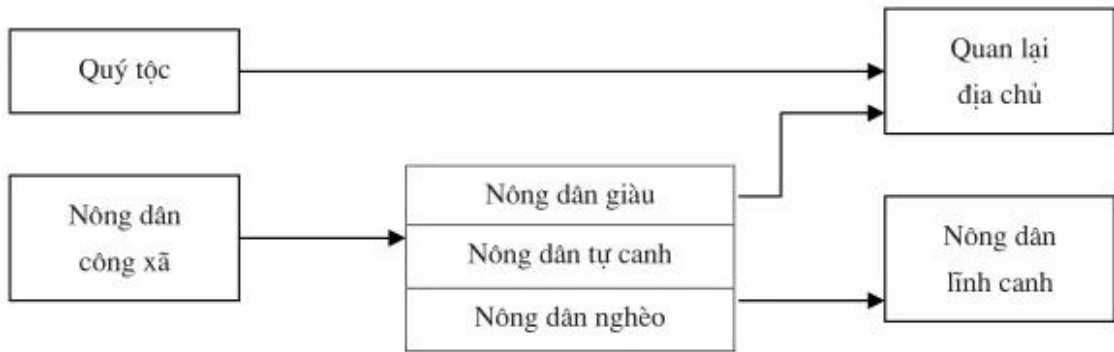 Quý tộc
Quan lại
địa chủ
Nông dân
công xã
Nông dân giàu
Nông dân tự canh
Nông dân nghèo
Nông dân
lĩnh canh